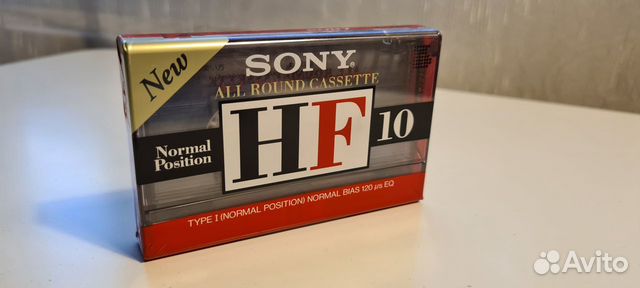 New
SONY®
ALL ROUND CASSETTE
Normal
Position
HF
10
TYPE I (NORMAL POSITION) NORMAL BIAS 120 μs EQ
Avito